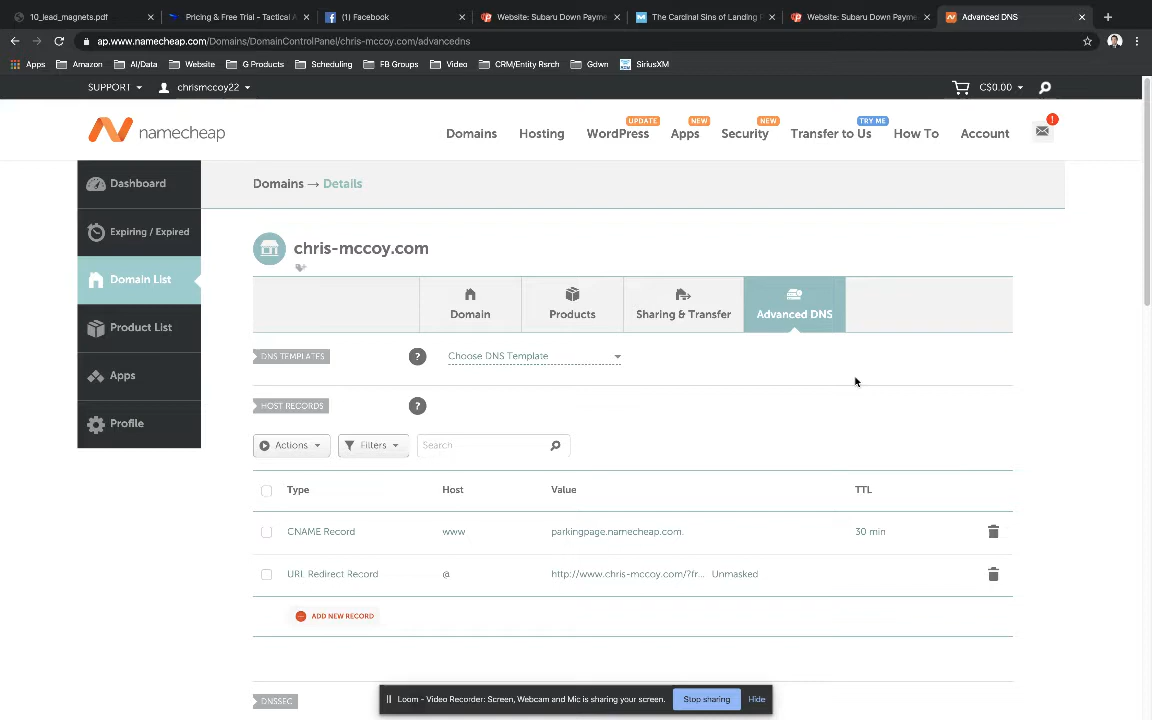 10_lead_magnets.pdf
Pricing & Free Trial - Tactical A
(1) Facebook
Website: Subaru Down Payme
The Cardinal Sins of Landing P
Website: Subaru Down Payme
Advanced DNS
ap.www.namecheap.com/Domains/DomainControlPanel/chris-mccoy.com/advancedns
Apps
Amazon
AI/Data
Website
G Products
Scheduling
FB Groups
Video
CRM/Entity Rsrch
Gdwn
SiriusXM
SUPPORT
chrismccoy22
C$0.00
namecheap
Domains
Hosting
UPDATE
WordPress
NEW
Apps
NEW
Security
TRY ME
Transfer to Us
How To
Account
!
Dashboard
Expiring / Expired
Domain List
Product List
Apps
Profile
Domains → Details
chris-mccoy.com
Domain
Products
Sharing & Transfer
Advanced DNS
DNS TEMPLATES
?
Choose DNS Template
HOST RECORDS
?
Actions
Filters
Search
Type Host Value TTL
CNAME Record www parkingpage.namecheap.com. 30 min
URL Redirect Record @ http://www.chris-mccoy.com/?fr... Unmasked
ADD NEW RECORD
DNSSEC
Loom - Video Recorder: Screen, Webcam and Mic is sharing your screen.
Stop sharing
Hide